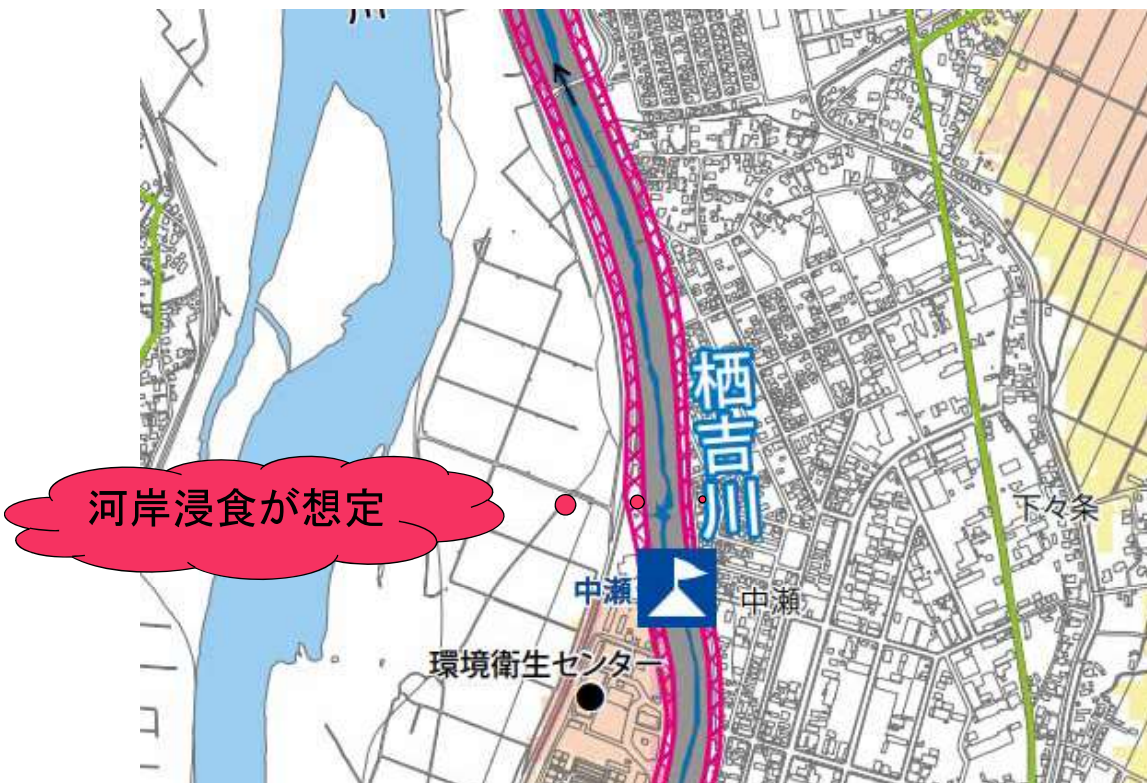 川
栖吉川
河岸浸食が想定
下々条
中瀬
中瀬
環境衛生センター